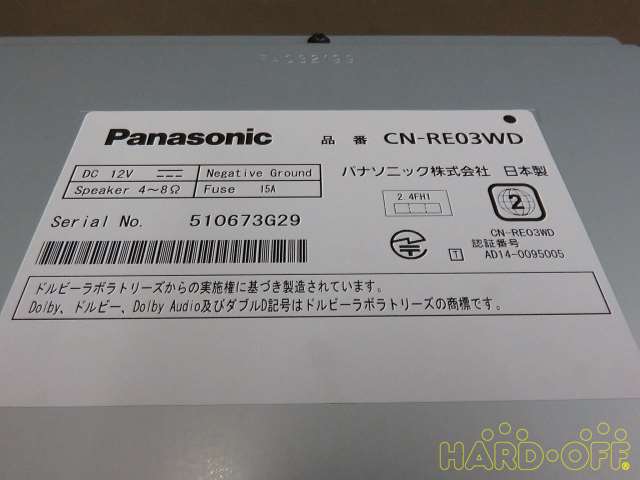 Panasonic 品番 CN-RE03WD
DC 12V Negative Ground
Speaker 4~8Ω Fuse 15A
パナソニック株式会社 日本製
2.4FH1
2
Serial No. 510673G29
CN-RE03WD
認証番号
T AD14-0095005
ドルビーラボラトリーズからの実施権に基づき製造されています。
Dolby、ドルビー、Dolby Audio及びダブルD記号はドルビーラボラトリーズの商標です。
HARD-OFF